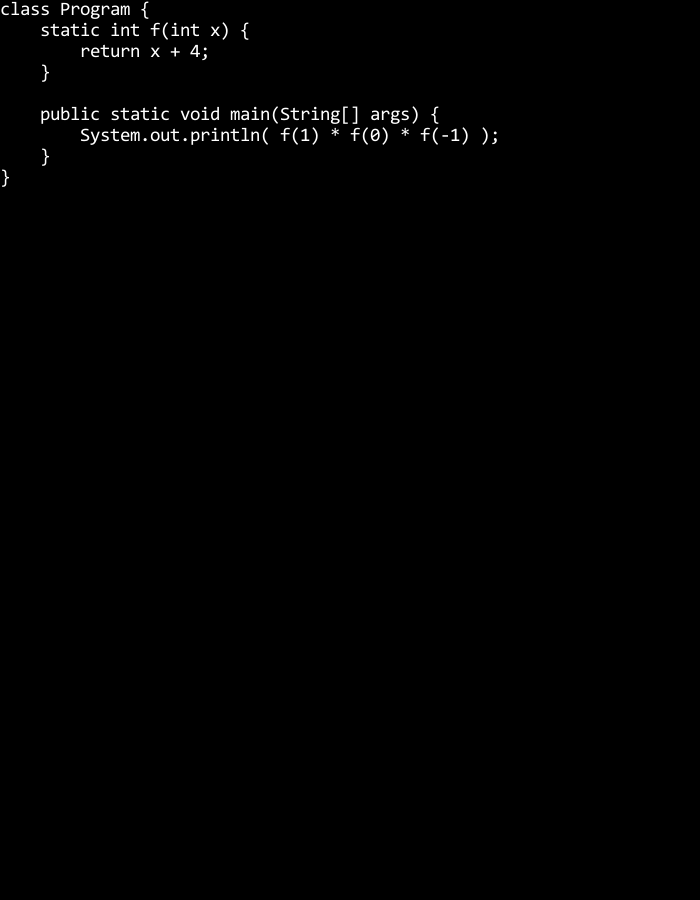 class Program {
    static int f(int x) {
        return x + 4;
    }

    public static void main(String[] args) {
        System.out.println( f(1) * f(0) * f(-1) );
    }
}